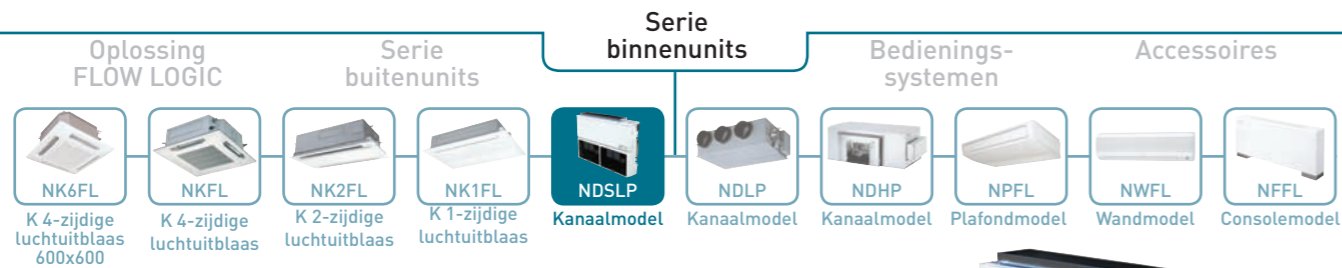 Oplossing
FLOW LOGIC
Serie
buitenunits
Serie
binnenunits
Bedienings-
systemen
Accessoires
NK6FL
K 4-zijdige
luchtuitblaas
600x600
NKFL
K 4-zijdige
luchtuitblaas
NK2FL
K 2-zijdige
luchtuitblaas
NK1FL
K 1-zijdige
luchtuitblaas
NDSLP
Kanaalmodel
NDLP
Kanaalmodel
NDHP
Kanaalmodel
NPFL
Plafondmodel
NWFL
Wandmodel
NFFL
Consolemodel